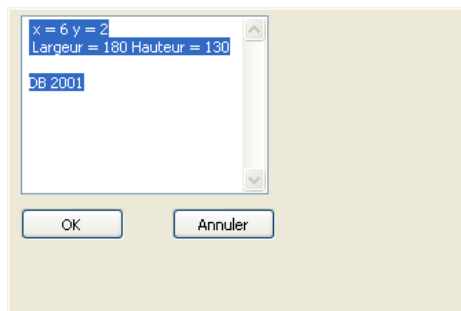 x = 6 y = 2
Largeur = 180 Hauteur = 130
DB 2001
OK
Annuler